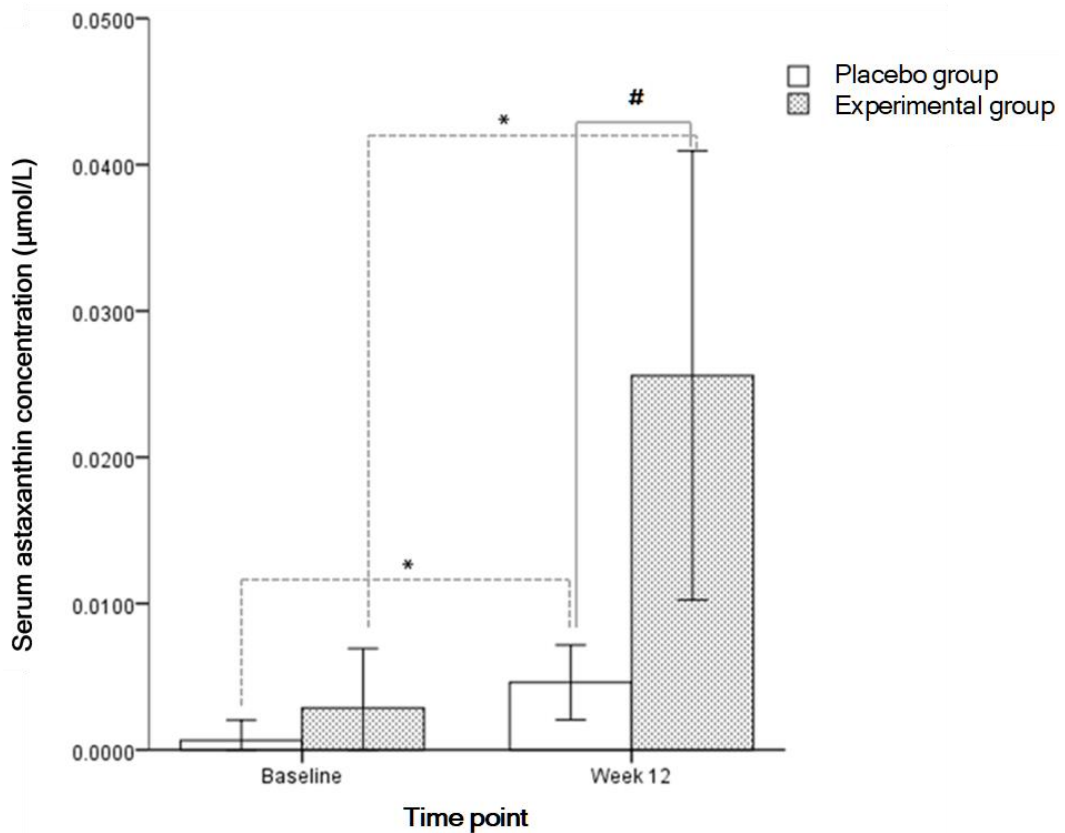 0.0500
Placebo group
Experimental group
#
*
0.0400
0.0300
0.0200
*
0.0100
0.0000
Serum astaxanthin concentration (µmol/L)
Baseline
Week 12
Time point